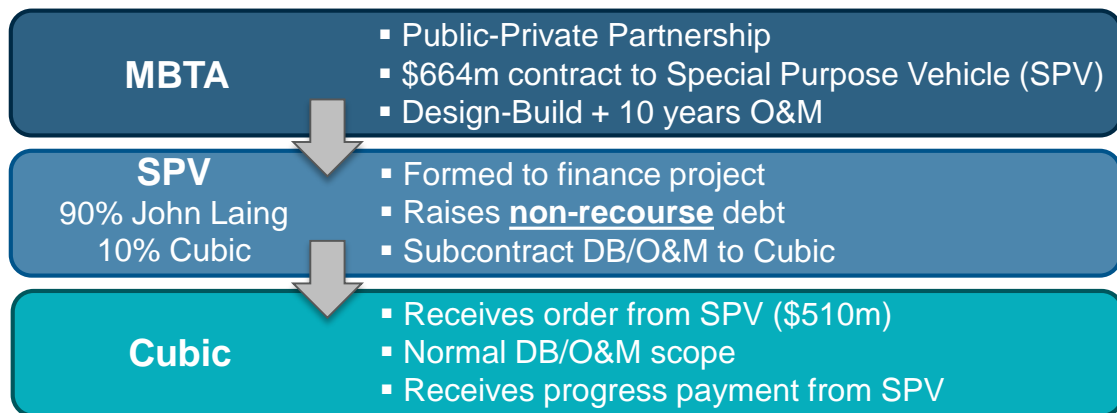 MBTA
▪ Public-Private Partnership
▪ $664m contract to Special Purpose Vehicle (SPV)
▪ Design-Build + 10 years O&M
SPV
90% John Laing
10% Cubic
▪ Formed to finance project
▪ Raises non-recourse debt
▪ Subcontract DB/O&M to Cubic
Cubic
▪ Receives order from SPV ($510m)
▪ Normal DB/O&M scope
▪ Receives progress payment from SPV